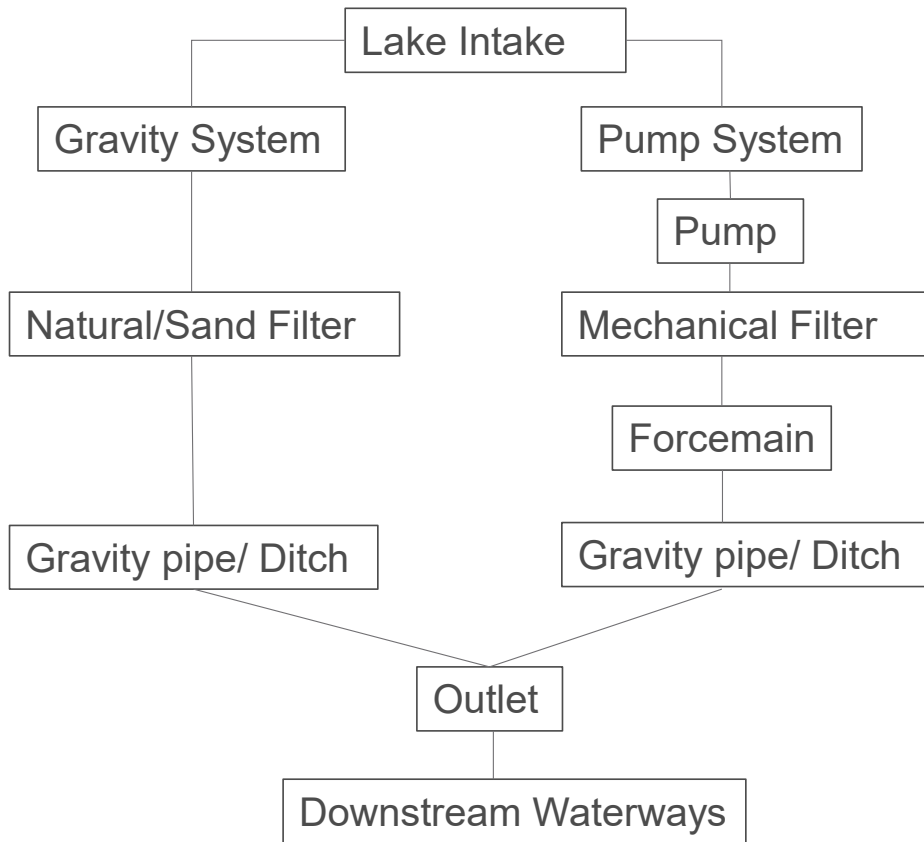 Lake Intake
Gravity System
Pump System
Pump
Natural/Sand Filter
Mechanical Filter
Forcemain
Gravity pipe/ Ditch
Gravity pipe/ Ditch
Outlet
Downstream Waterways